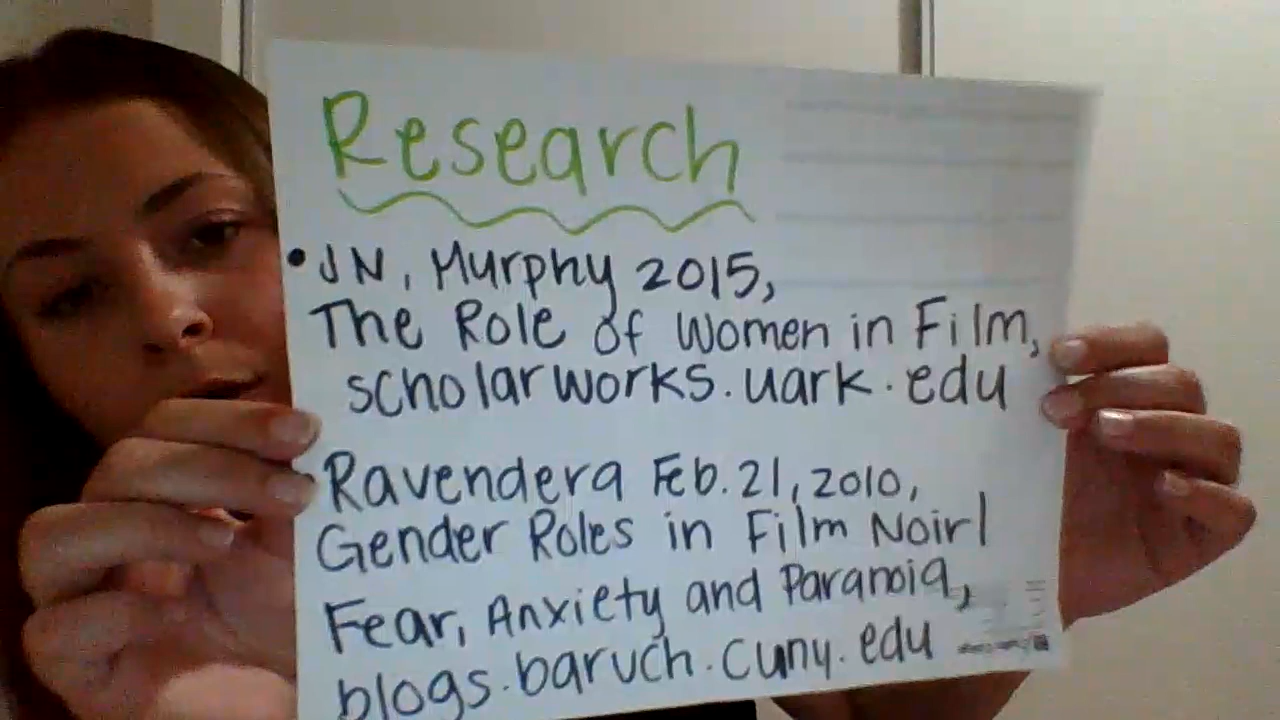 Research
• JN, Murphy 2015,
The Role of Women in Film,
scholarworks.uark.edu
Ravendera Feb. 21, 2010,
Gender Roles in Film Noir|
Fear, Anxiety and Paranoia,
blogs.baruch.cuny.edu